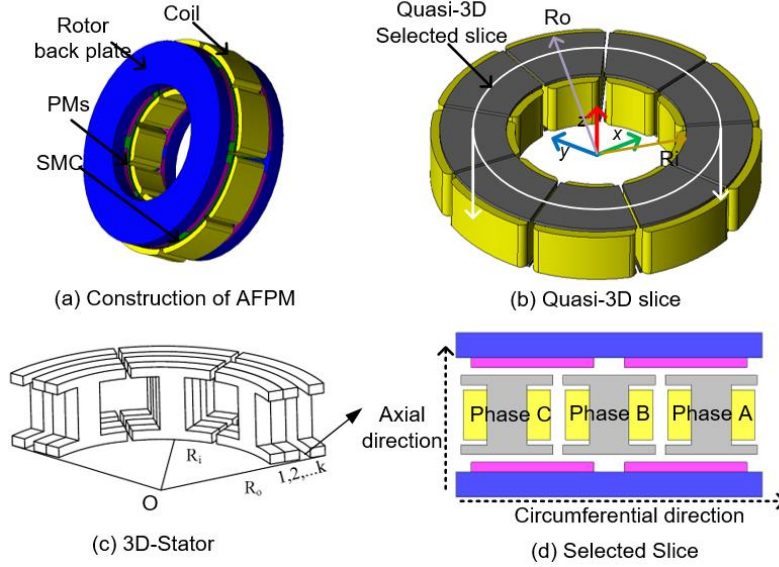 Rotor
back plate
Coil
PMs
SMC
(a) Construction of AFPM
Quasi-3D
Selected slice
Ro
z
x
y
Ri
(b) Quasi-3D slice
Ri
Ro
1,2,...k
O
(c) 3D-Stator
Axial
direction
Phase C
Phase B
Phase A
Circumferential direction
(d) Selected Slice